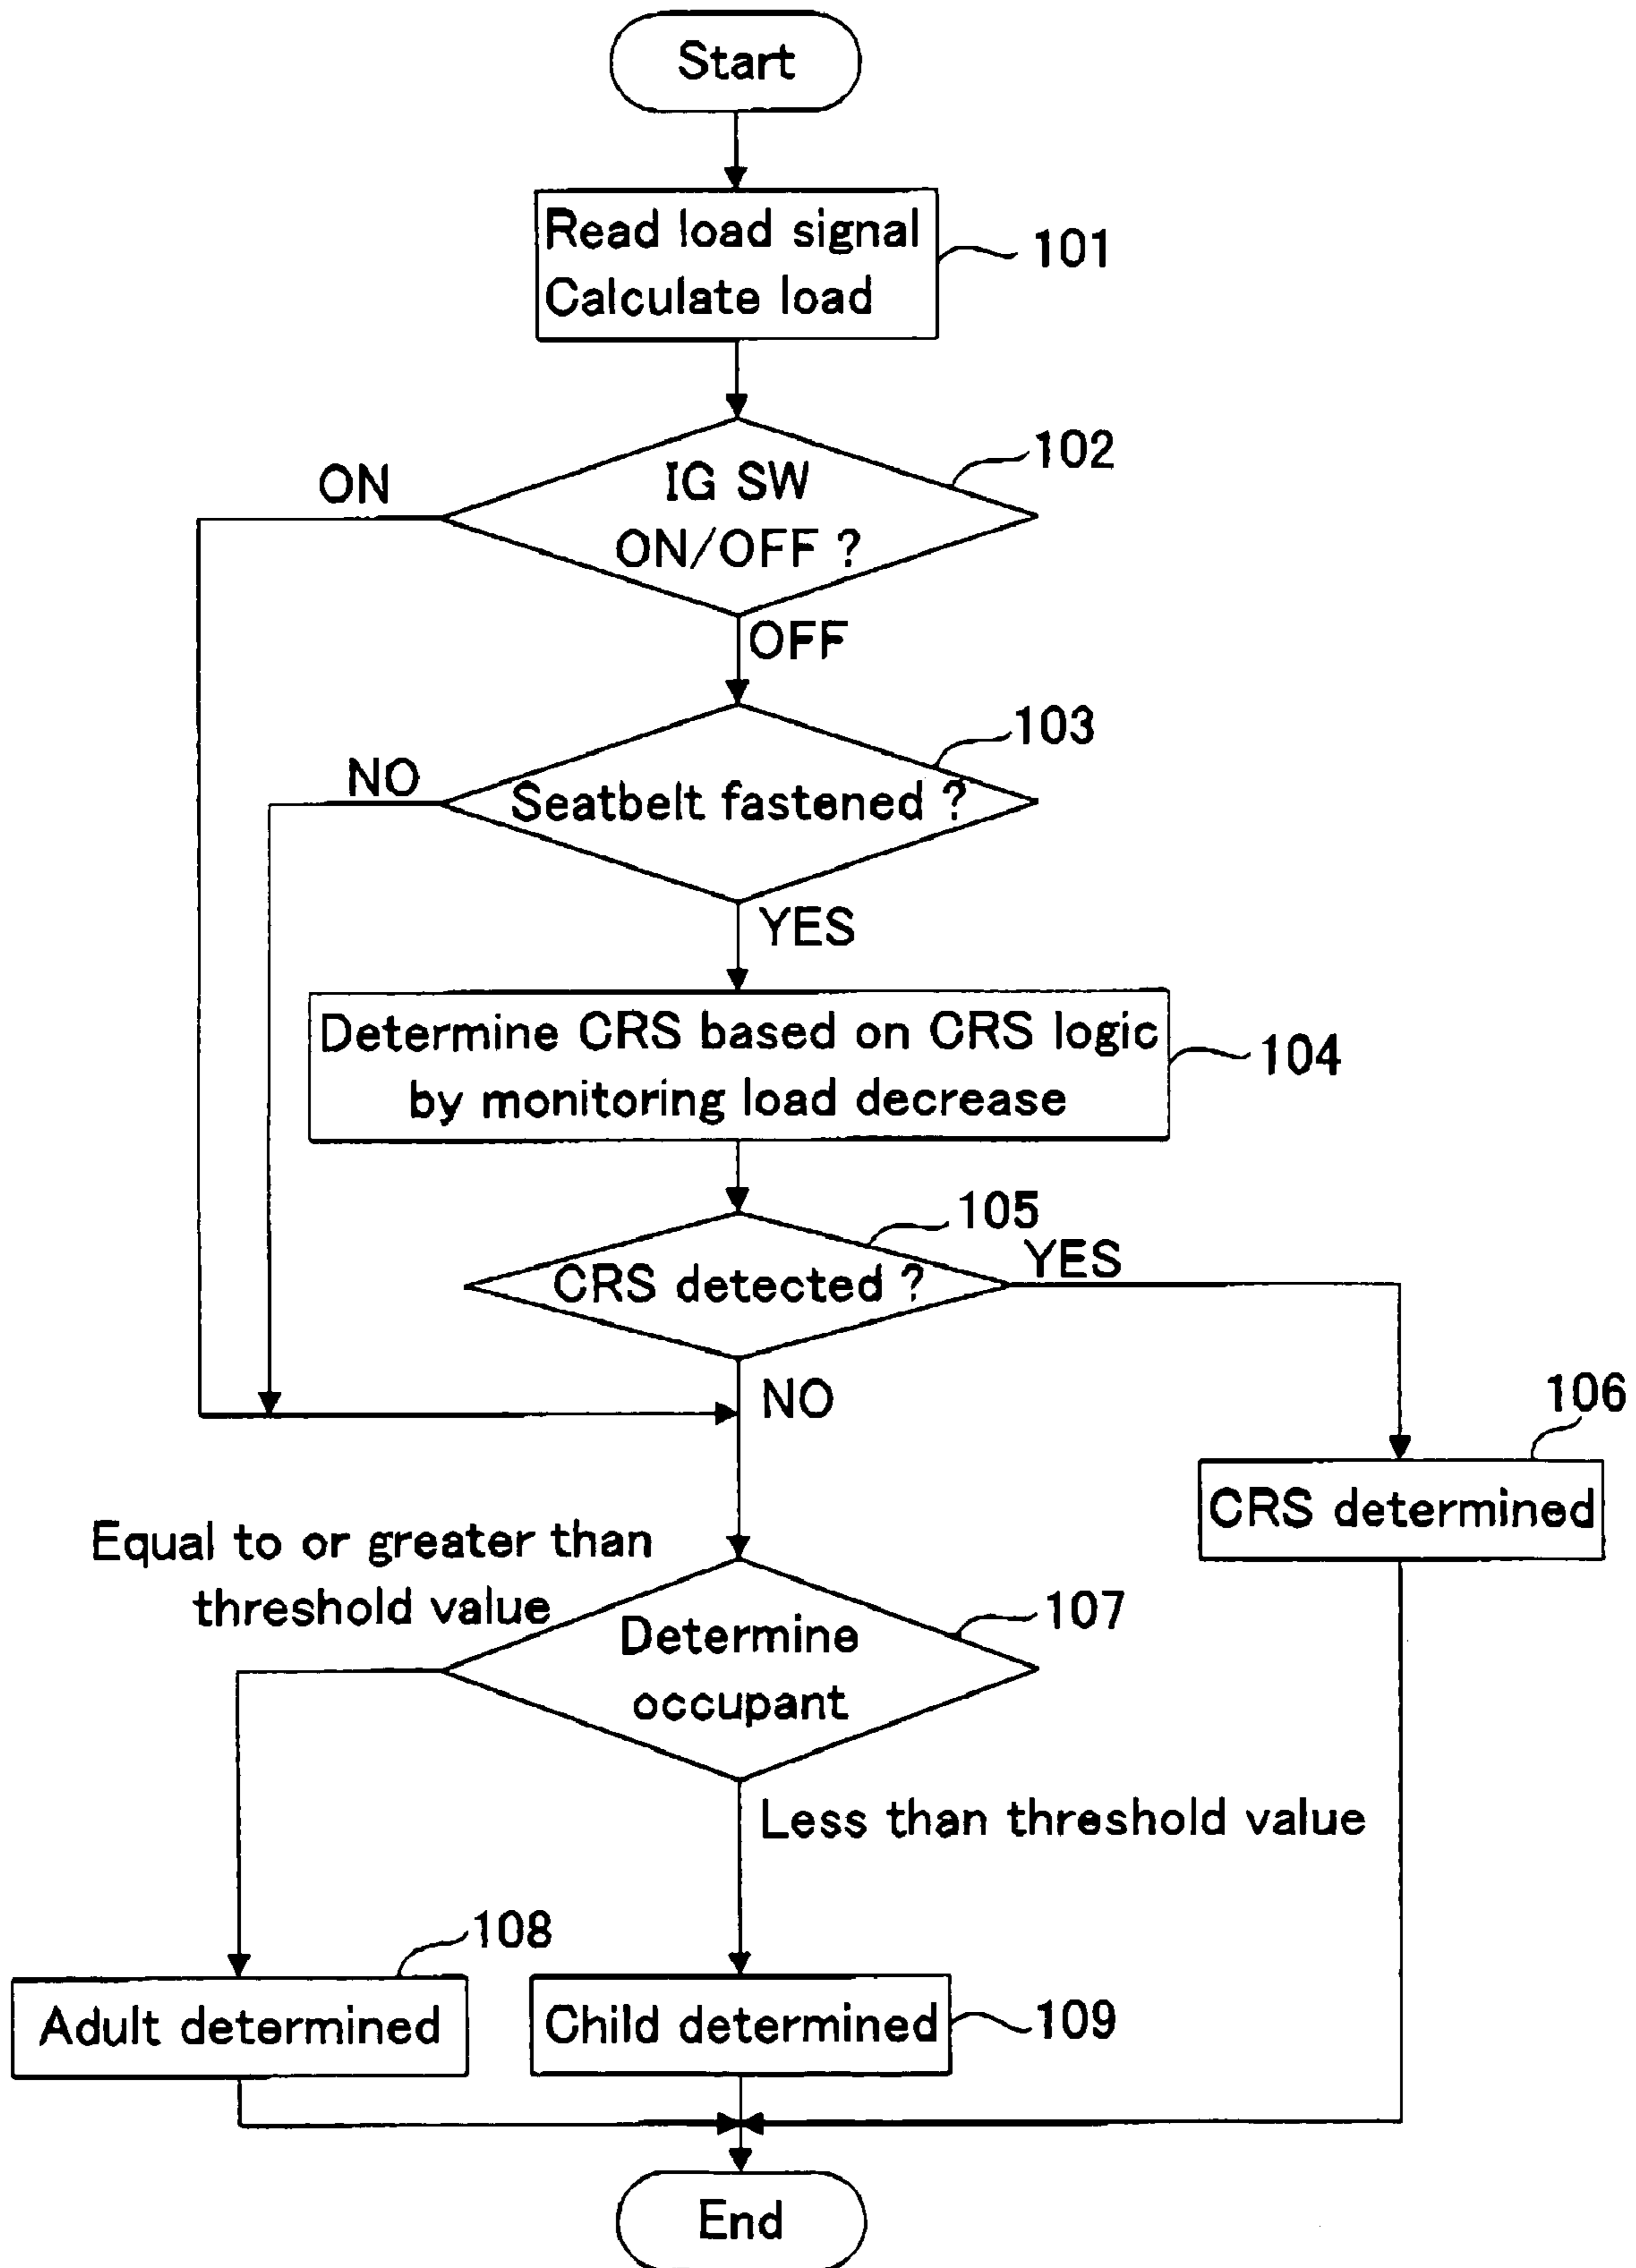 Start
Read load signal
Calculate load
101
102
ON
IG SW
ON/OFF ?
OFF
103
NO
Seatbelt fastened ?
YES
Determine CRS based on CRS logic
by monitoring load decrease
104
105
YES
CRS detected ?
NO
106
CRS determined
Equal to or greater than
threshold value
107
Determine
occupant
Less than threshold value
108
Adult determined
Child determined
109
End